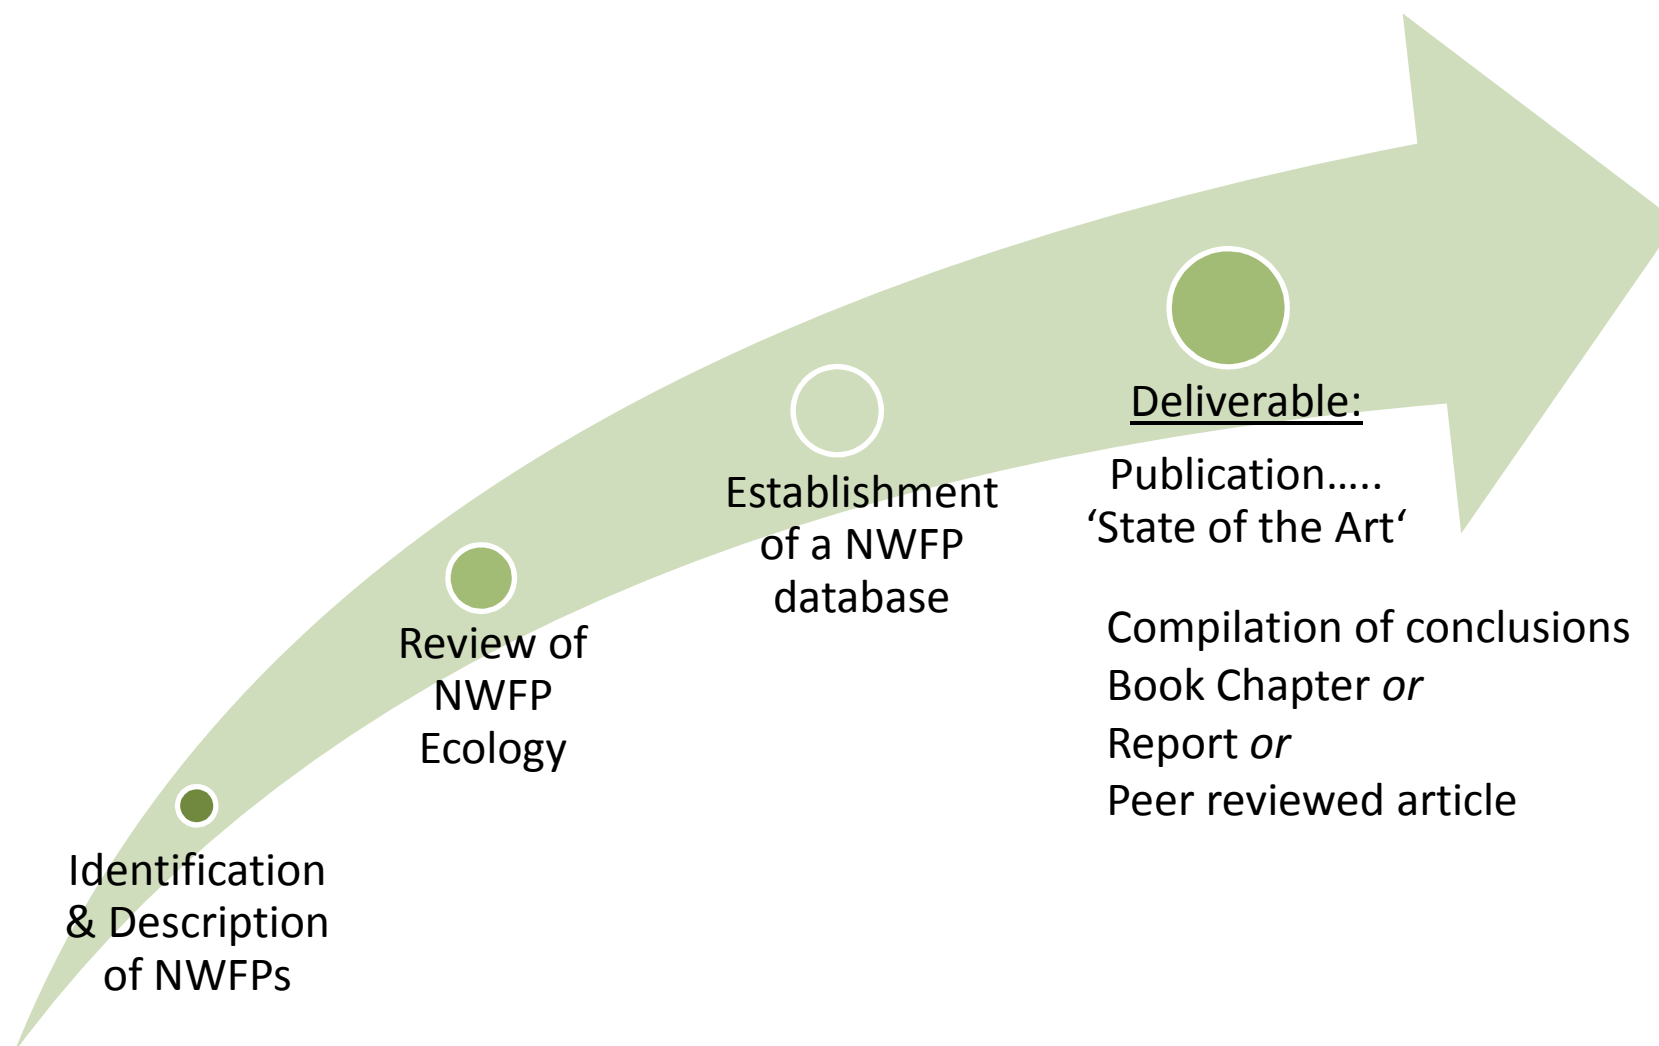 Identification
& Description
of NWFPs
Review of
NWFP
Ecology
Establishment
of a NWFP
database
Deliverable:
Publication.....
‘State of the Art‘
Compilation of conclusions
Book Chapter or
Report or
Peer reviewed article